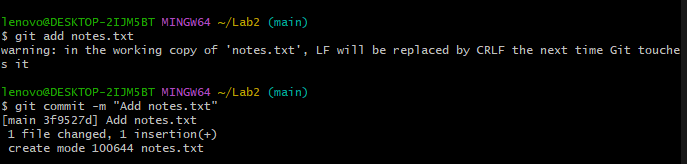 lenovo@DESKTOP-2IJM5BT MINGW64 ~/Lab2 (main)
$ git add notes.txt
warning: in the working copy of 'notes.txt', LF will be replaced by CRLF the next time Git touche
s it
lenovo@DESKTOP-2IJM5BT MINGW64 ~/Lab2 (main)
$ git commit -m "Add notes.txt"
[main 3f9527d] Add notes.txt
 1 file changed, 1 insertion(+)
 create mode 100644 notes.txt